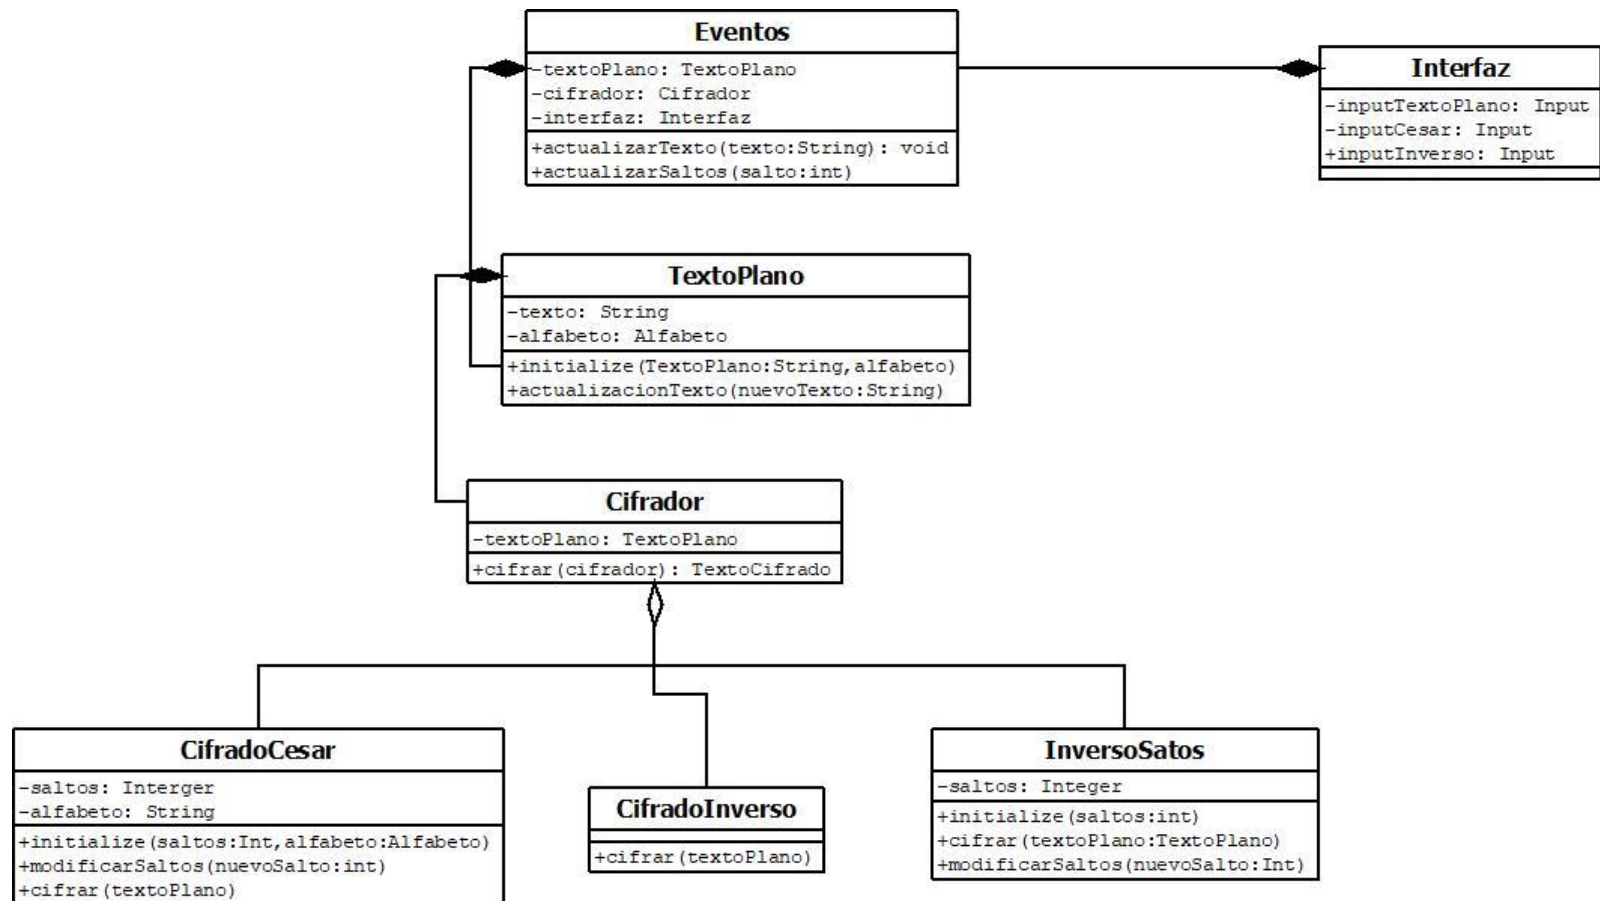 Eventos
-textoPlano: TextoPlano
-cifrador: Cifrador
-interfaz: Interfaz
+actualizarTexto(texto:String): void
+actualizarSaltos(salto:int)
Interfaz
-inputTextoPlano: Input
-inputCesar: Input
+inputInverso: Input
TextoPlano
-texto: String
-alfabeto: Alfabeto
+initialize(TextoPlano:String,alfabeto)
+actualizacionTexto(nuevoTexto:String)
Cifrador
-textoPlano: TextoPlano
+cifrar(cifrador): TextoCifrado
CifradoCesar
-saltos: Interger
-alfabeto: String
+initialize(saltos:Int,alfabeto:Alfabeto)
+modificarSaltos(nuevoSalto:int)
+cifrar(textoPlano)
CifradoInverso
+cifrar(textoPlano)
InversoSatos
-saltos: Integer
+initialize(saltos:int)
+cifrar(textoPlano:TextoPlano)
+modificarSaltos(nuevoSalto:Int)